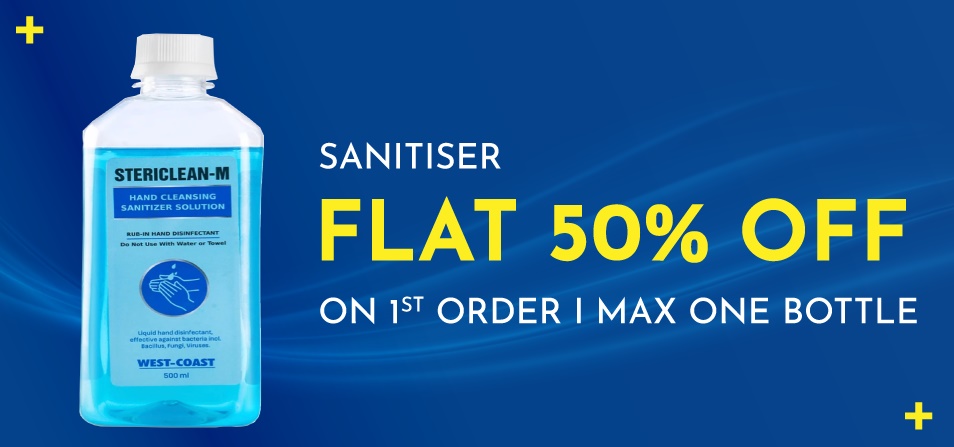 STERICLEAN-M
HAND CLEANSING
SANITIZER SOLUTION
RUB-IN HAND DISINFECTANT
Do Not Use With Water or Towel
Liquid hand disinfectant,
effective against bacteria incl.
Bacillus, Fungi, Viruses.
WEST-COAST
500 ml
SANITISER
FLAT 50% OFF
ON 1ST ORDER | MAX ONE BOTTLE